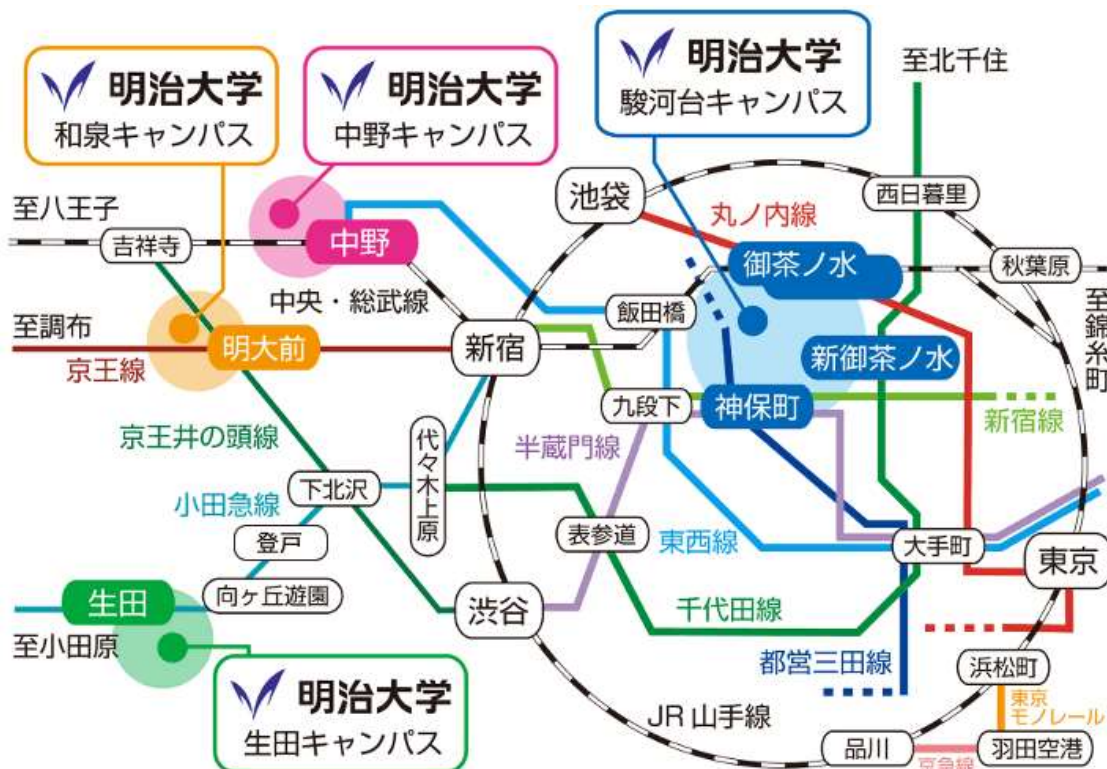 明治大学
和泉キャンパス
明治大学
中野キャンパス
明治大学
駿河台キャンパス
至北千住
至八王子
吉祥寺
中野
池袋
丸ノ内線
西日暮里
御茶ノ水
秋葉原
中央・総武線
飯田橋
至錦糸町
至調布
京王線
明大前
新宿
新御茶ノ水
九段下
神保町
新宿線
京王井の頭線
代々木上原
半蔵門線
小田急線
下北沢
登戸
表参道
東西線
大手町
東京
生田
向ヶ丘遊園
渋谷
千代田線
至小田原
都営三田線
浜松町
明治大学
生田キャンパス
JR 山手線
東京
モノレール
品川
京急線
羽田空港